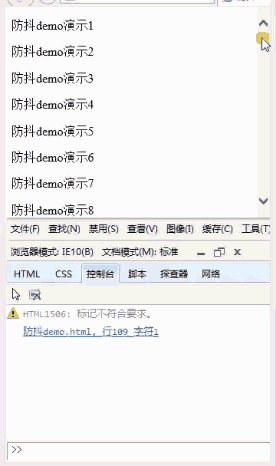 防抖demo演示1
防抖demo演示2
防抖demo演示3
防抖demo演示4
防抖demo演示5
防抖demo演示6
防抖demo演示7
防抖demo演示8
文件(F) 查找(N) 禁用(S) 查看(V) 图像(I) 缓存(C) 工具(T)
浏览器模式: IE10(B) 文档模式(M): 标准
HTML CSS 控制台 脚本 探查器 网络
HTML1506: 标记不符合要求。
防抖demo.html, 行109 字符1
>>